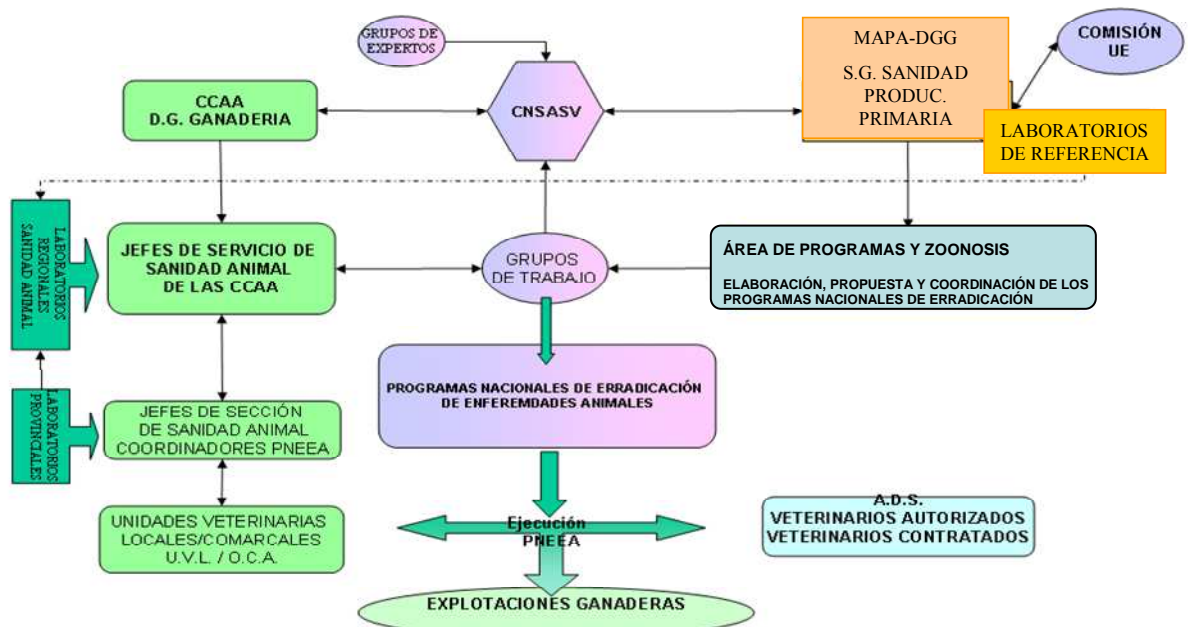 GRUPOS DE
EXPERTOS
MAPA-DGG
S.G. SANIDAD
PRODUC.
PRIMARIA
COMISIÓN
UE
CCAA
D.G. GANADERIA
CNSASV
LABORATORIOS
DE REFERENCIA
LABORATORIOS
REGIONALES
SANIDAD ANIMAL
JEFES DE SERVICIO DE
SANIDAD ANIMAL
DE LAS CCAA
GRUPOS
DE TRABAJO
ÁREA DE PROGRAMAS Y ZOONOSIS
ELABORACIÓN, PROPUESTA Y COORDINACIÓN DE LOS
PROGRAMAS NACIONALES DE ERRADICACIÓN
PROGRAMAS NACIONALES DE ERRADICACIÓN
DE ENFEREMDADES ANIMALES
LABORATORIOS
PROVINCIALES
JEFES DE SECCIÓN
DE SANIDAD ANIMAL
COORDINADORES PNEEA
UNIDADES VETERINARIAS
LOCALES/COMARCALES
U.V.L. / O.C.A.
Ejecución
PNEEA
A.D.S.
VETERINARIOS AUTORIZADOS
VETERINARIOS CONTRATADOS
EXPLOTACIONES GANADERAS